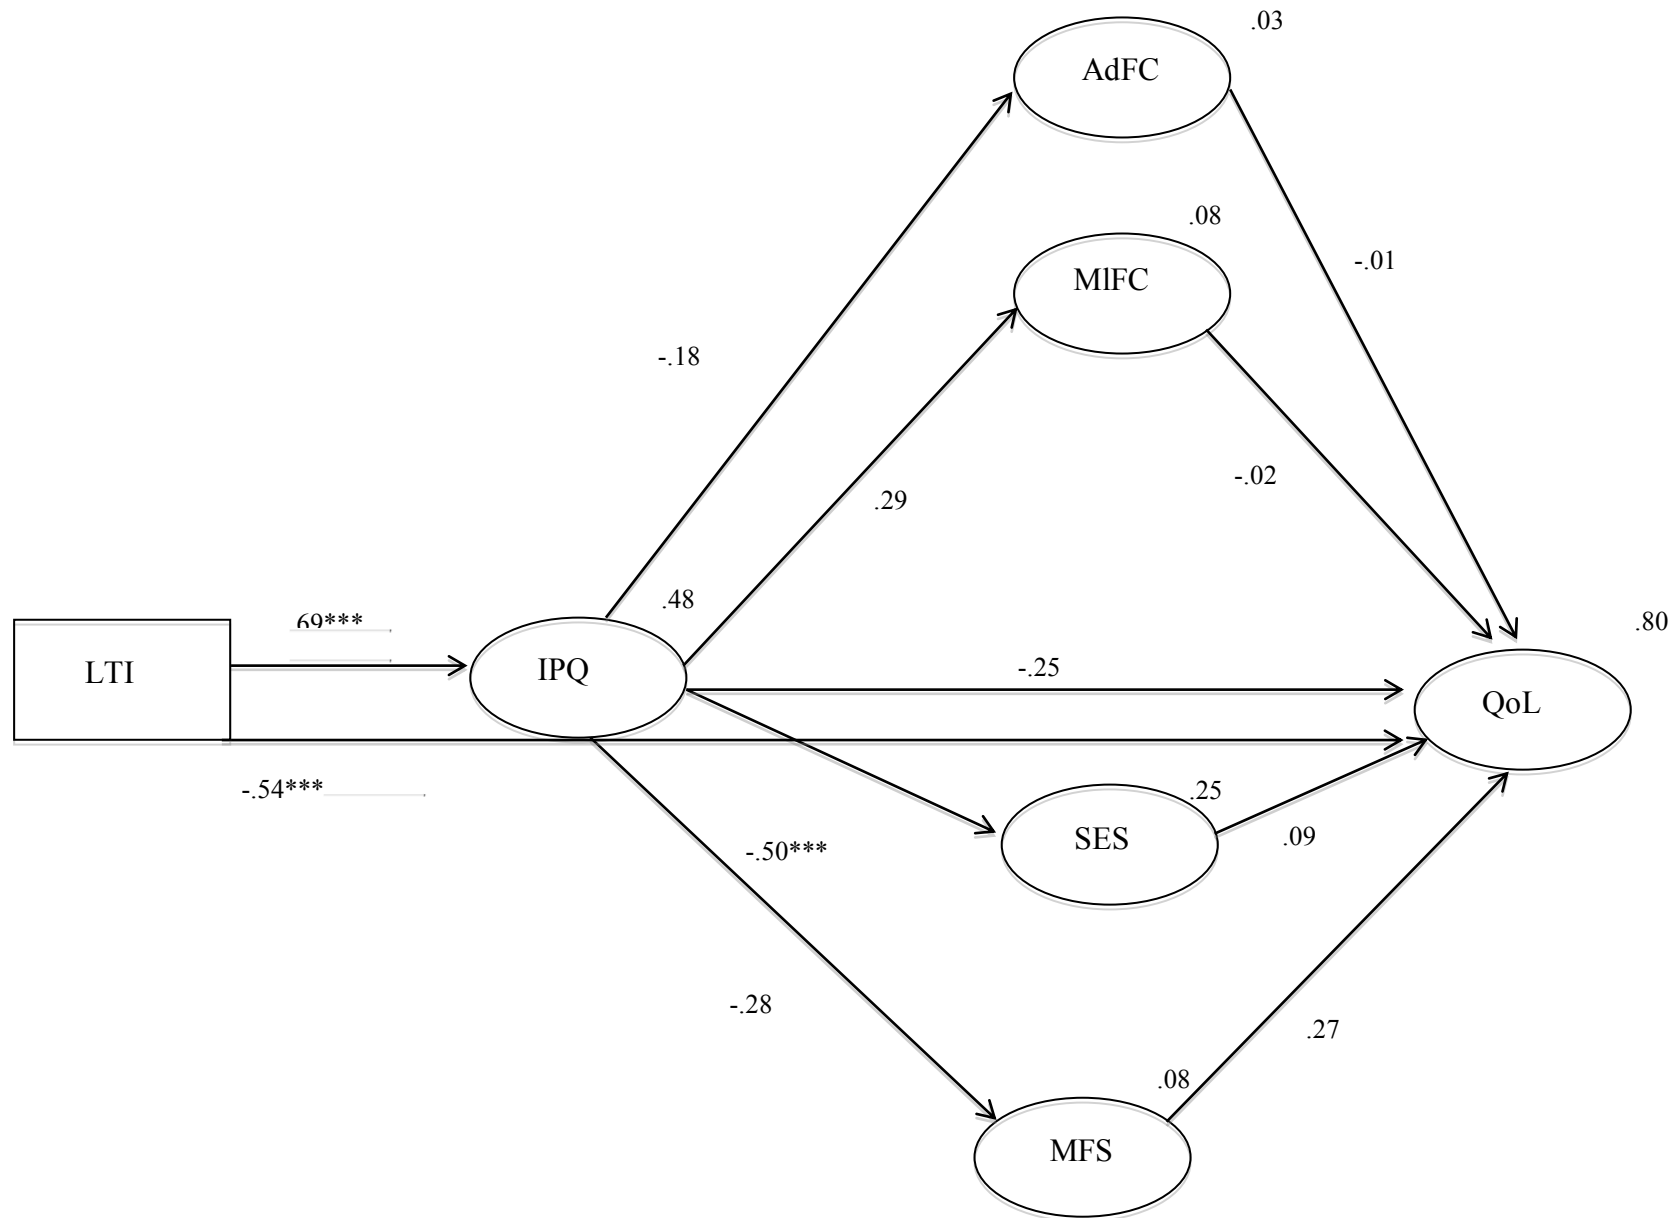 .03
AdFC
.08
-.01
MlFC
-.18
-.02
.29
.48
69***
.80
-.25
LTI
IPQ
QoL
-.54***
.25
.09
SES
-.50***
-.28
.27
.08
MFS